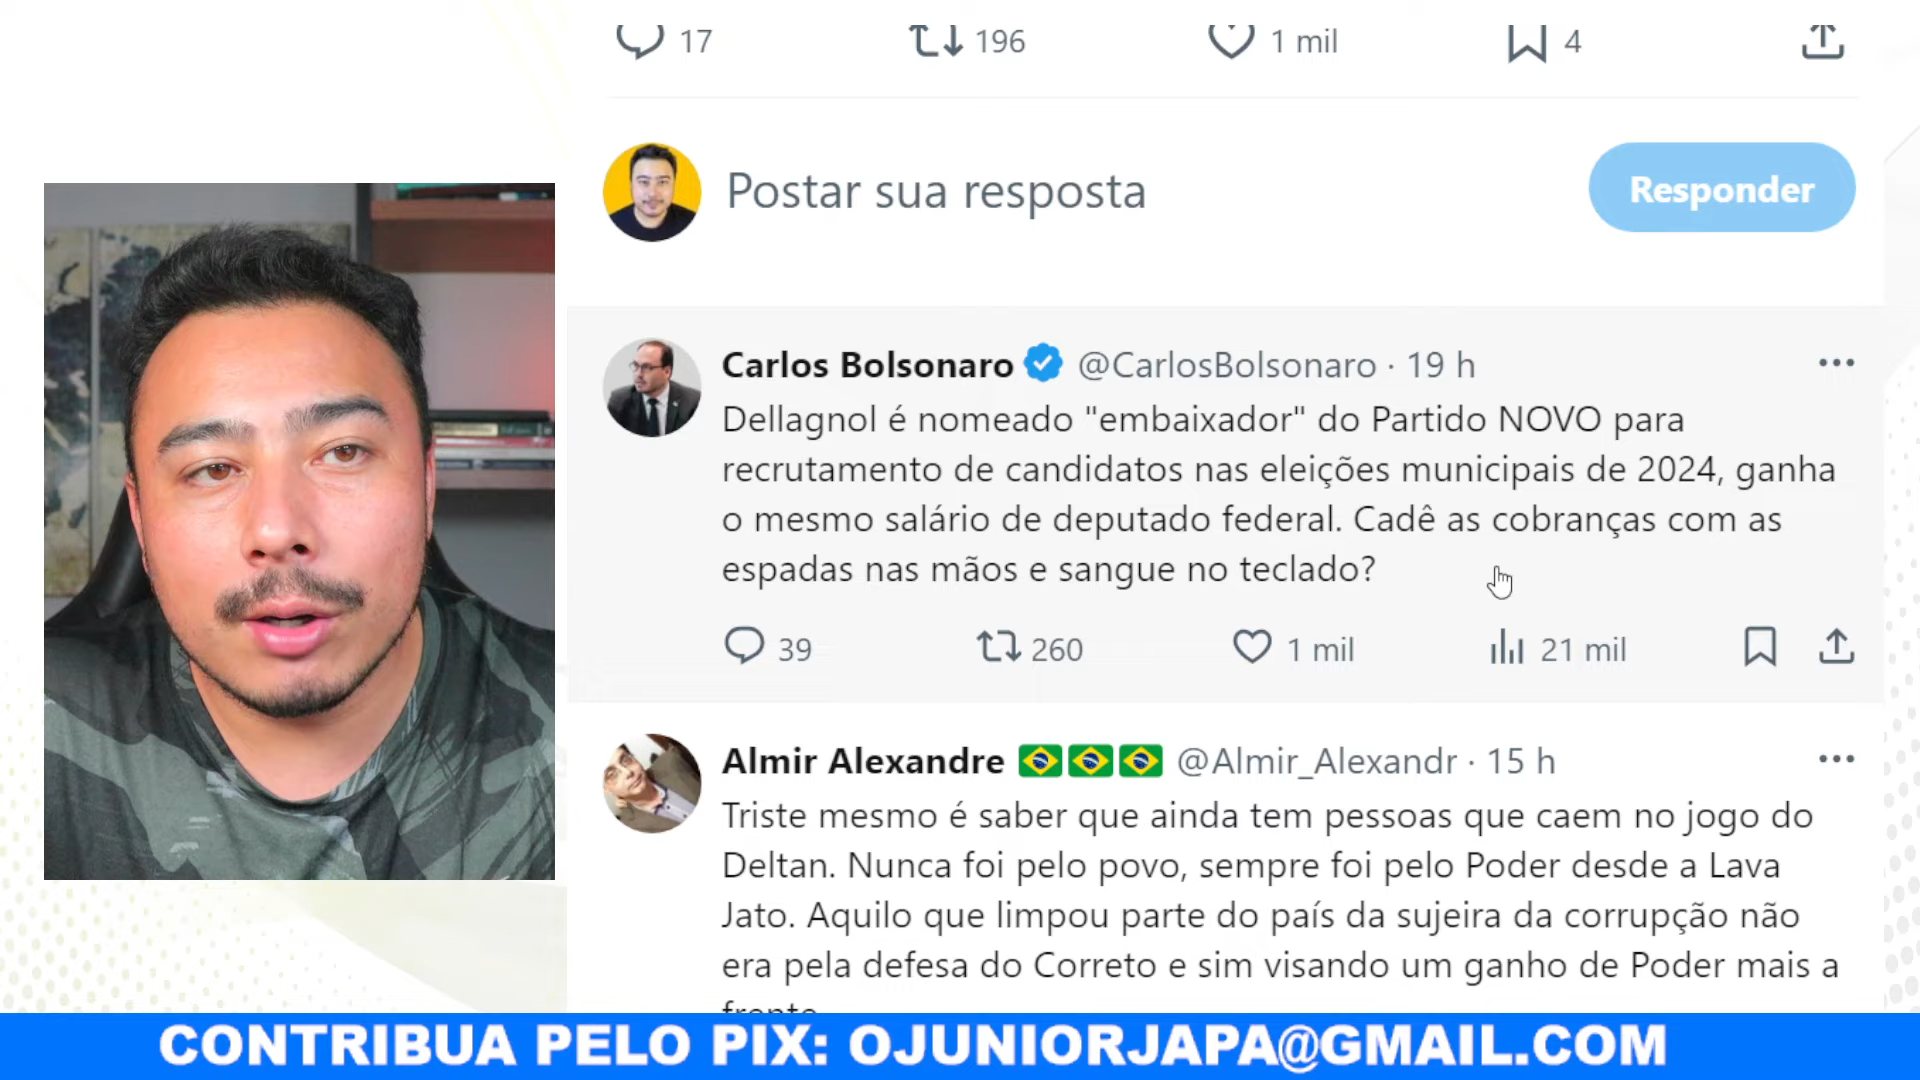 17 196 1 mil 4
Postar sua resposta
Responder
Carlos Bolsonaro @CarlosBolsonaro · 19 h
Dellagnol é nomeado "embaixador" do Partido NOVO para
recrutamento de candidatos nas eleições municipais de 2024, ganha
o mesmo salário de deputado federal. Cadê as cobranças com as
espadas nas mãos e sangue no teclado?
39 260 1 mil 21 mil
Almir Alexandre @Almir_Alexandr · 15 h
Triste mesmo é saber que ainda tem pessoas que caem no jogo do
Deltan. Nunca foi pelo povo, sempre foi pelo Poder desde a Lava
Jato. Aquilo que limpou parte do país da sujeira da corrupção não
era pela defesa do Correto e sim visando um ganho de Poder mais a
frente
CONTRIBUA PELO PIX: OJUNIORJAPA@GMAIL.COM